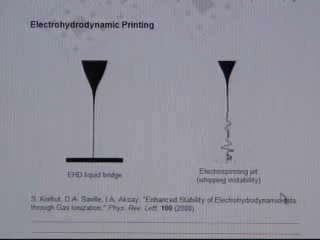 Electrohydrodynamic Printing
EHD liquid bridge
Electrospinning jet
(whipping instability)
S. Korkut, D.A. Saville, I.A. Aksay, "Enhanced Stability of Electrohydrodynamic Jets
through Gas Ionization," Phys. Rev. Lett. 100 (2008).